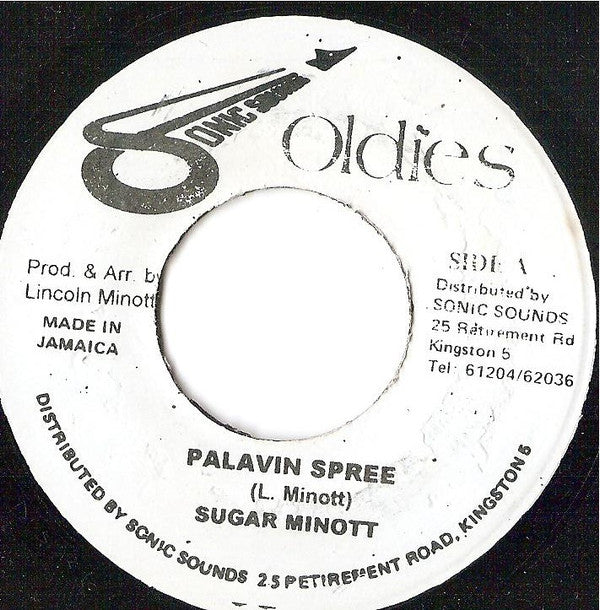 SONIC SOUNDS
Oldies
Prod. & Arr. by
Lincoln Minott
MADE IN
JAMAICA
SIDE A
Distributed by
SONIC SOUNDS
25 Retirement Rd
Kingston 5
Tel: 61204/62036
PALAVIN SPREE
(L. Minott)
SUGAR MINOTT
DISTRIBUTED BY SONIC SOUNDS 25 PETIREMENT ROAD, KINGSTON 5